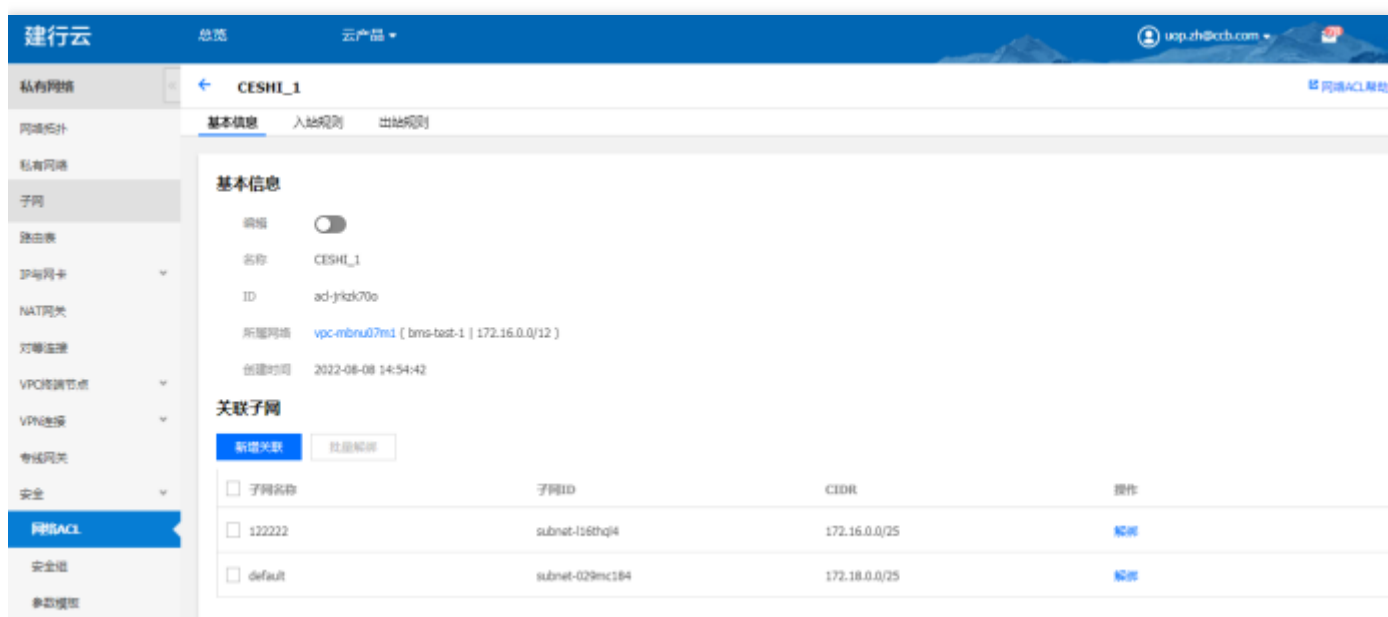 建行云 总览 云产品 uop.zh@ccb.com
私有网络 CESHI_1 网络ACL帮助
网络拓扑 基本信息 入站规则 出站规则
私有网络
基本信息
子网
编辑
路由表
名称 CESHI_1
IP与网卡
ID acl-jrkzk70o
NAT网关
所属网络 vpc-mbnu07m1 ( bms-test-1 | 172.16.0.0/12 )
对等连接
创建时间 2022-08-08 14:54:42
VPC终端节点
关联子网
VPN连接
新增关联 批量解绑
专线网关
安全 子网名称 子网ID CIDR 操作
网络ACL 122222 subnet-l16thql4 172.16.0.0/25 解绑
安全组 default subnet-029mc184 172.18.0.0/25 解绑
参数模板